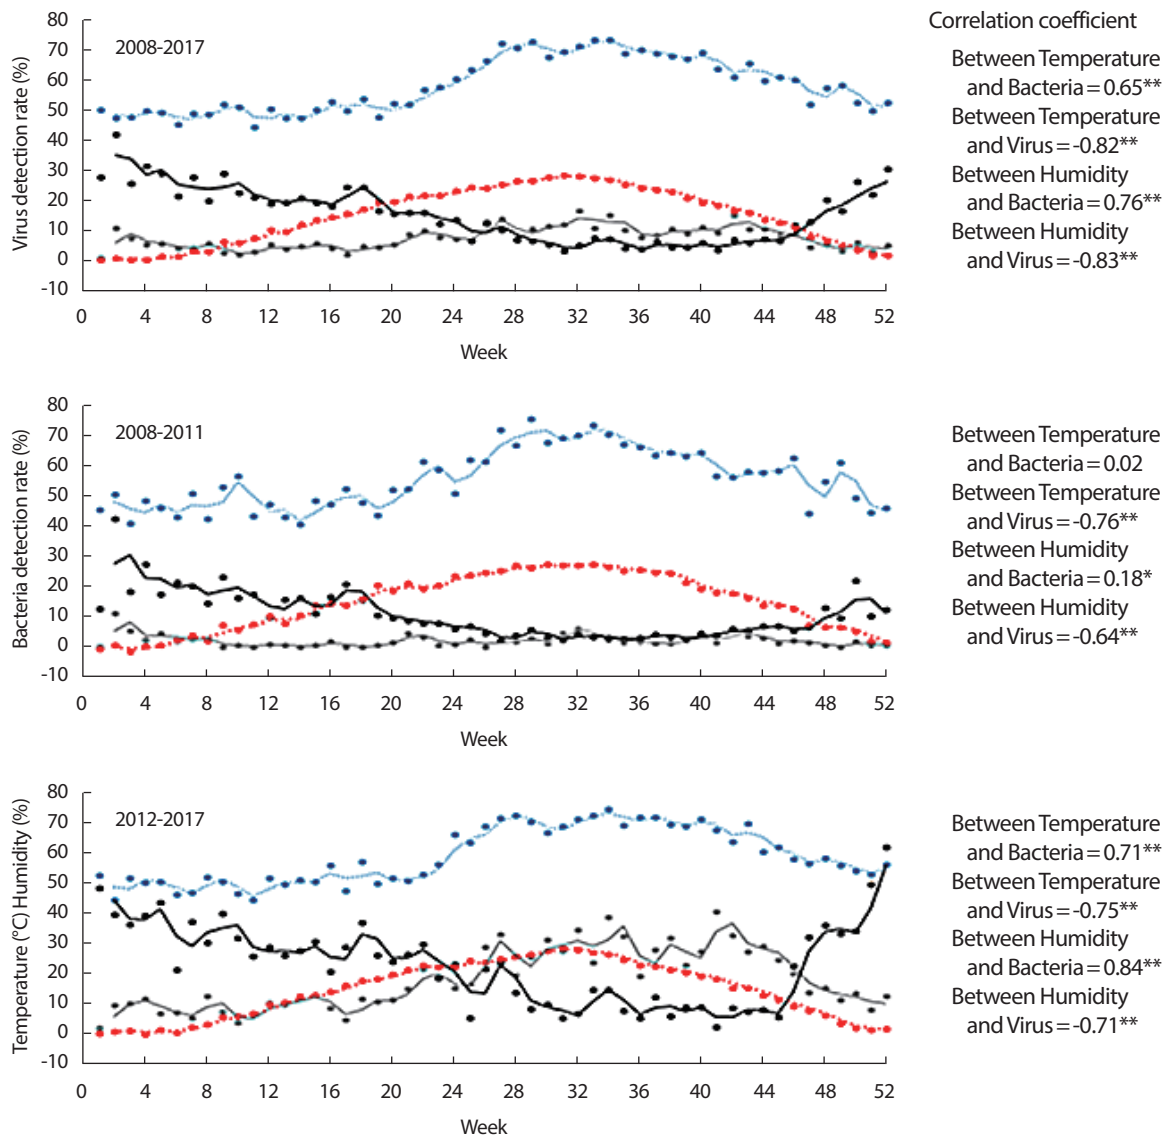 Virus detection rate (%)
80
70
60
50
40
30
20
10
0
-10
2008-2017
0 4 8 12 16 20 24 28 32 36 40 44 48 52
Week
Correlation coefficient
Between Temperature
and Bacteria = 0.65**
Between Temperature
and Virus = -0.82**
Between Humidity
and Bacteria = 0.76**
Between Humidity
and Virus = -0.83**
Bacteria detection rate (%)
80
70
60
50
40
30
20
10
0
-10
2008-2011
0 4 8 12 16 20 24 28 32 36 40 44 48 52
Week
Between Temperature
and Bacteria = 0.02
Between Temperature
and Virus = -0.76**
Between Humidity
and Bacteria = 0.18*
Between Humidity
and Virus = -0.64**
Temperature (°C) Humidity (%)
80
70
60
50
40
30
20
10
0
-10
2012-2017
0 4 8 12 16 20 24 28 32 36 40 44 48 52
Week
Between Temperature
and Bacteria = 0.71**
Between Temperature
and Virus = -0.75**
Between Humidity
and Bacteria = 0.84**
Between Humidity
and Virus = -0.71**